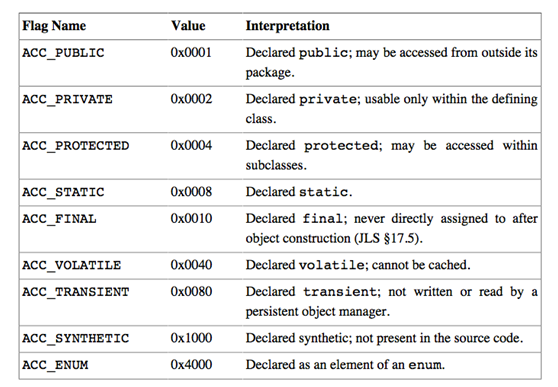 Flag Name Value Interpretation
ACC_PUBLIC 0x0001 Declared public; may be accessed from outside its
package.
ACC_PRIVATE 0x0002 Declared private; usable only within the defining
class.
ACC_PROTECTED 0x0004 Declared protected; may be accessed within
subclasses.
ACC_STATIC 0x0008 Declared static.
ACC_FINAL 0x0010 Declared final; never directly assigned to after
object construction (JLS §17.5).
ACC_VOLATILE 0x0040 Declared volatile; cannot be cached.
ACC_TRANSIENT 0x0080 Declared transient; not written or read by a
persistent object manager.
ACC_SYNTHETIC 0x1000 Declared synthetic; not present in the source code.
ACC_ENUM 0x4000 Declared as an element of an enum.